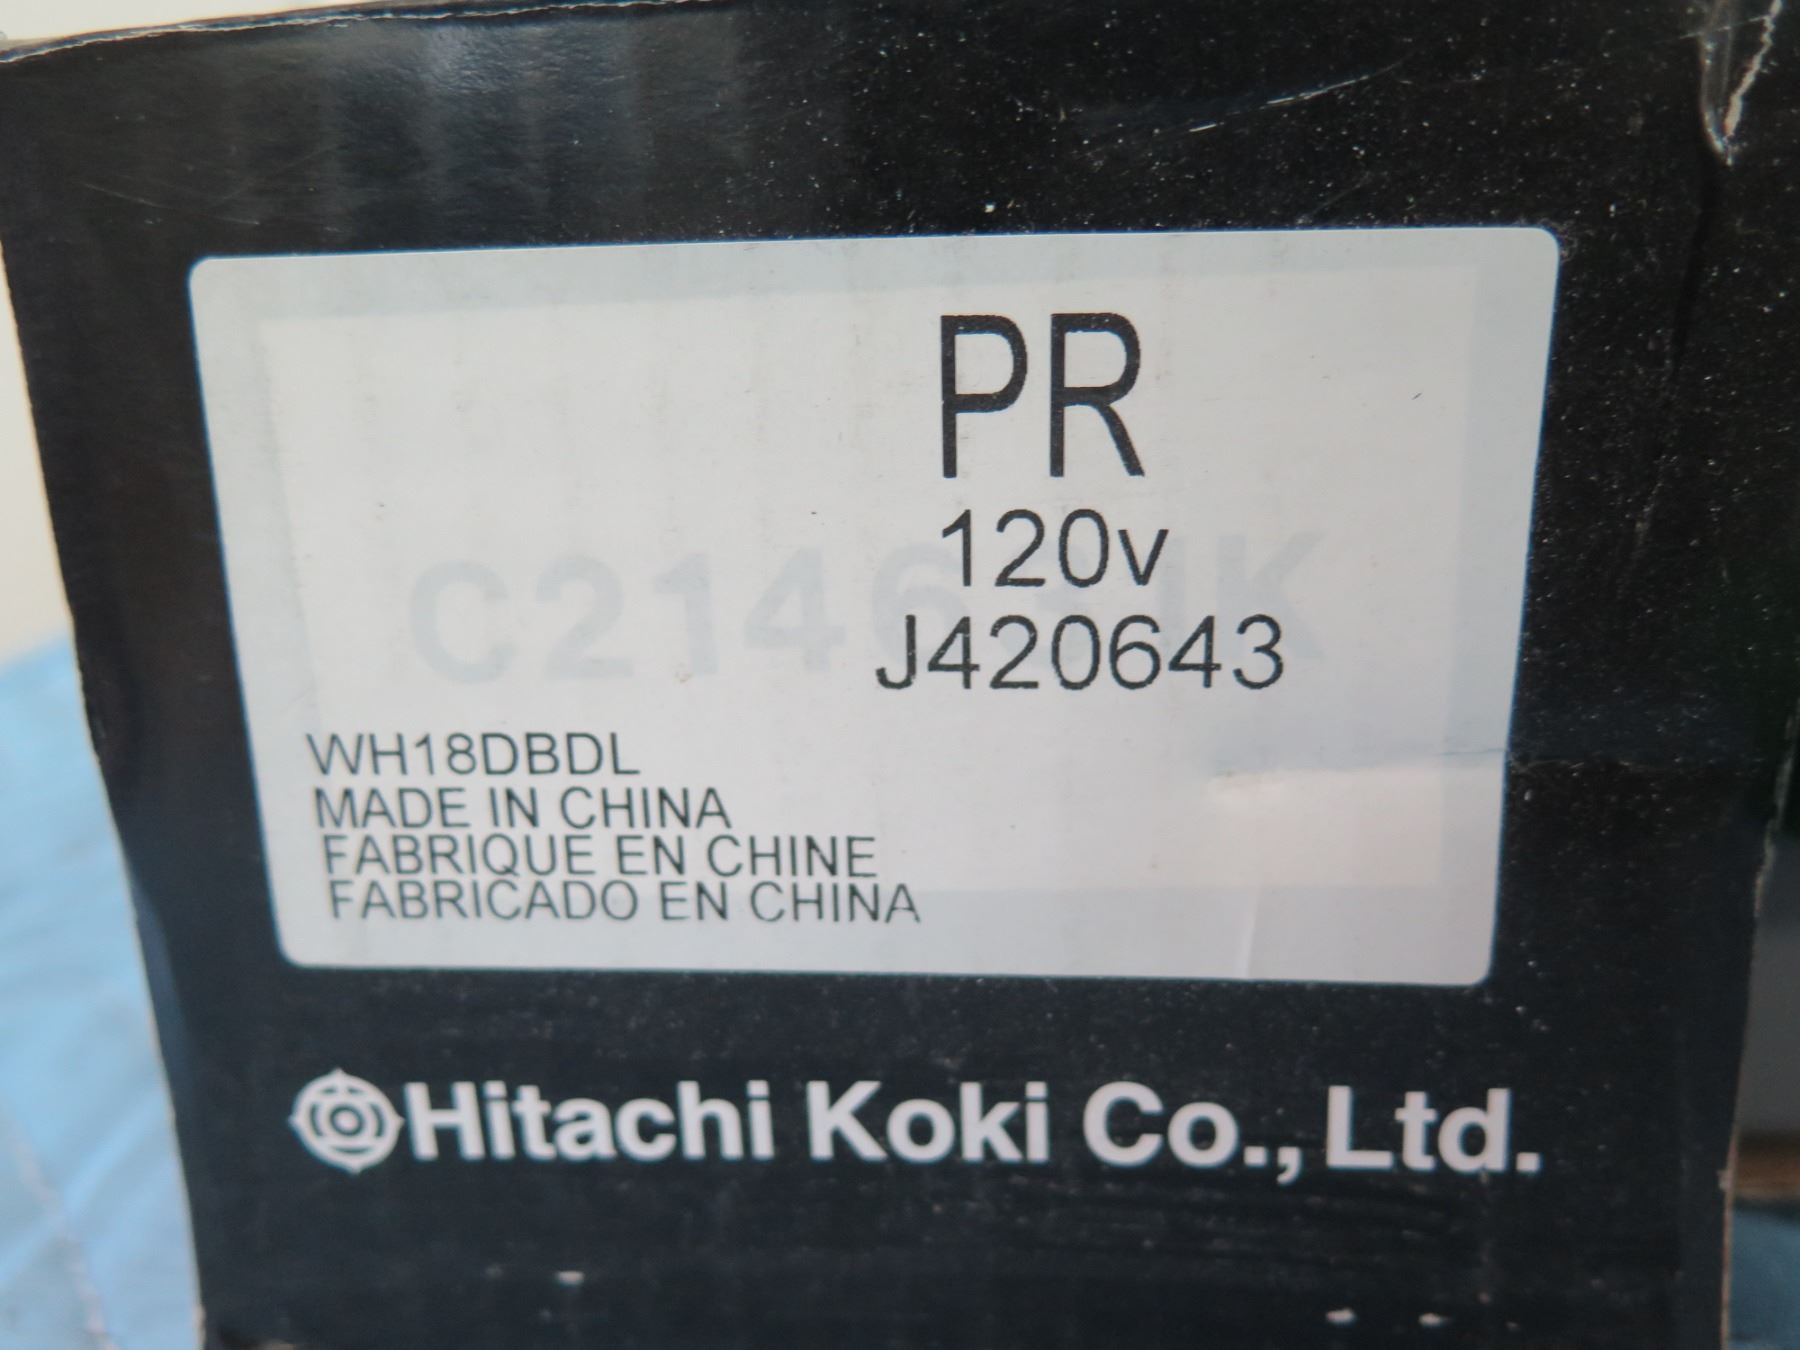 PR
120v
J420643
WH18DBDL
MADE IN CHINA
FABRIQUE EN CHINE
FABRICADO EN CHINA
Hitachi Koki Co., Ltd.